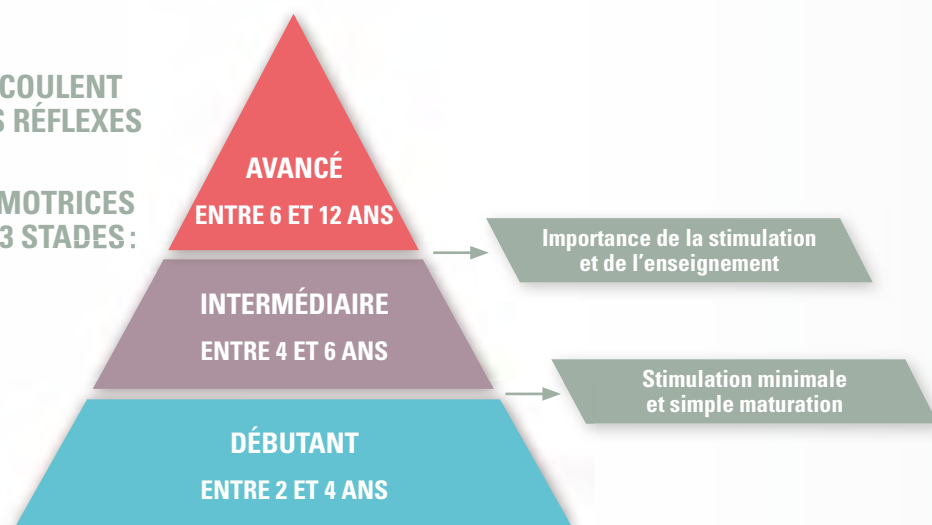 COULENT
S RÉFLEXES
MOTRICES
3 STADES :
AVANCÉ
ENTRE 6 ET 12 ANS
Importance de la stimulation
et de l'enseignement
INTERMÉDIAIRE
ENTRE 4 ET 6 ANS
Stimulation minimale
et simple maturation
DÉBUTANT
ENTRE 2 ET 4 ANS